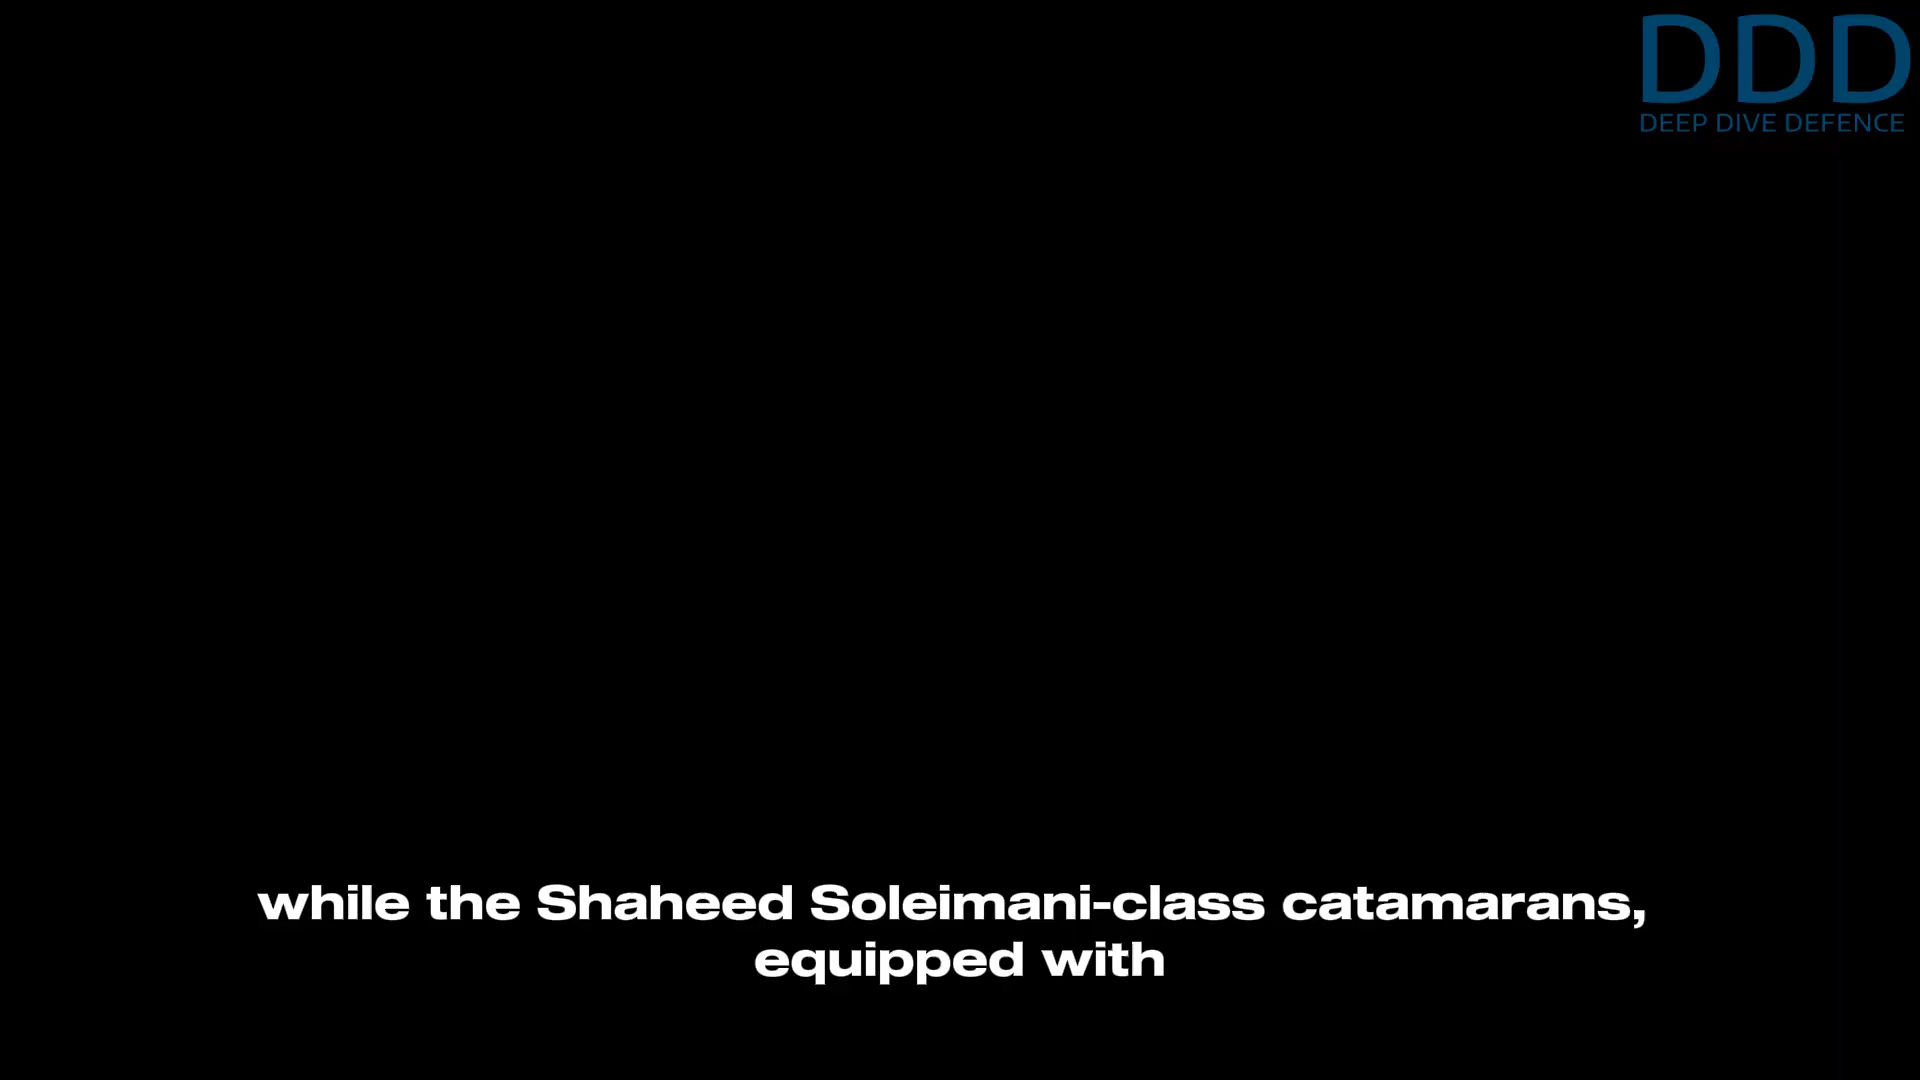 DDD
DEEP DIVE DEFENCE
while the Shaheed Soleimani-class catamarans,
equipped with